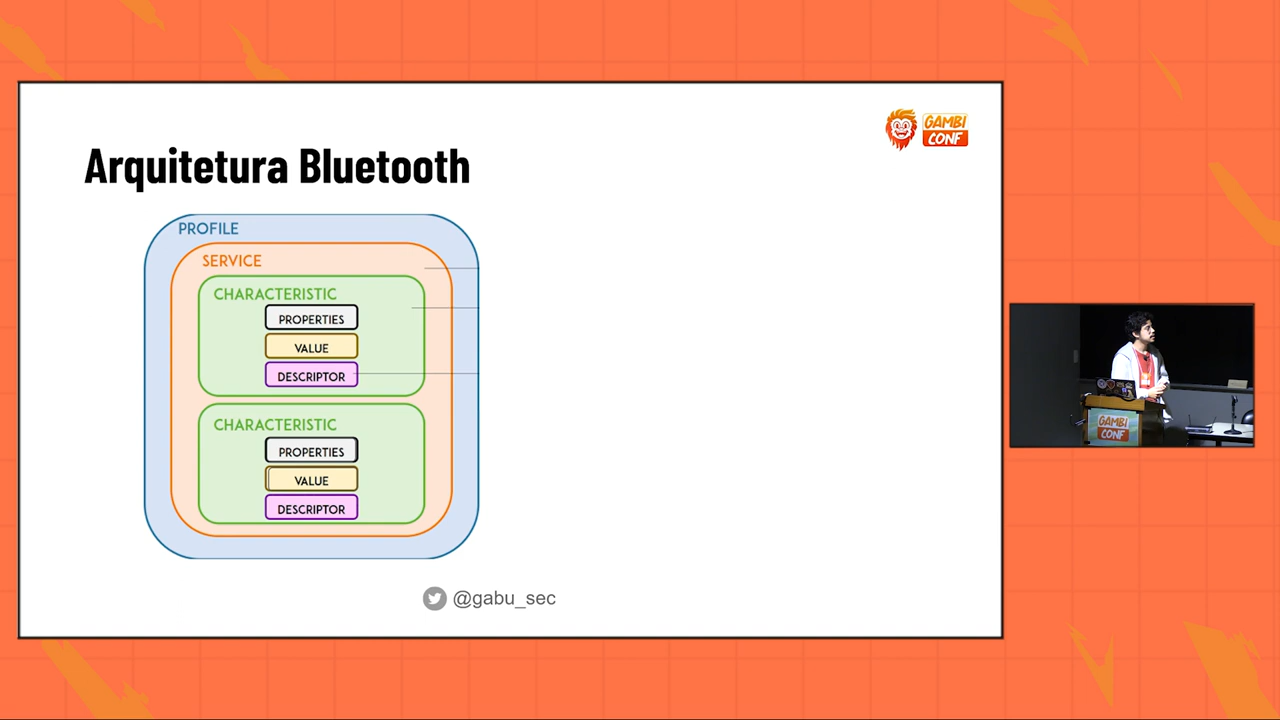 GAMBI
CONF
Arquitetura Bluetooth
PROFILE
SERVICE
CHARACTERISTIC
PROPERTIES
VALUE
DESCRIPTOR
CHARACTERISTIC
PROPERTIES
VALUE
DESCRIPTOR
@gabu_sec
GAMBI
CONF